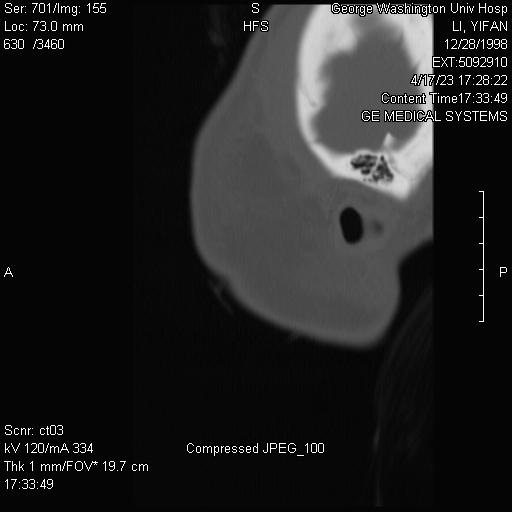 Ser: 701/Img: 155
Loc: 73.0 mm
630 /3460
S
HFS
George Washington Univ Hosp
LI, YIFAN
12/28/1998
EXT:5092910
4/17/23 17:28:22
Content Time17:33:49
GE MEDICAL SYSTEMS
A
P
Scnr: ct03
kV 120/mA 334
Thk 1 mm/FOV* 19.7 cm
17:33:49
Compressed JPEG_100